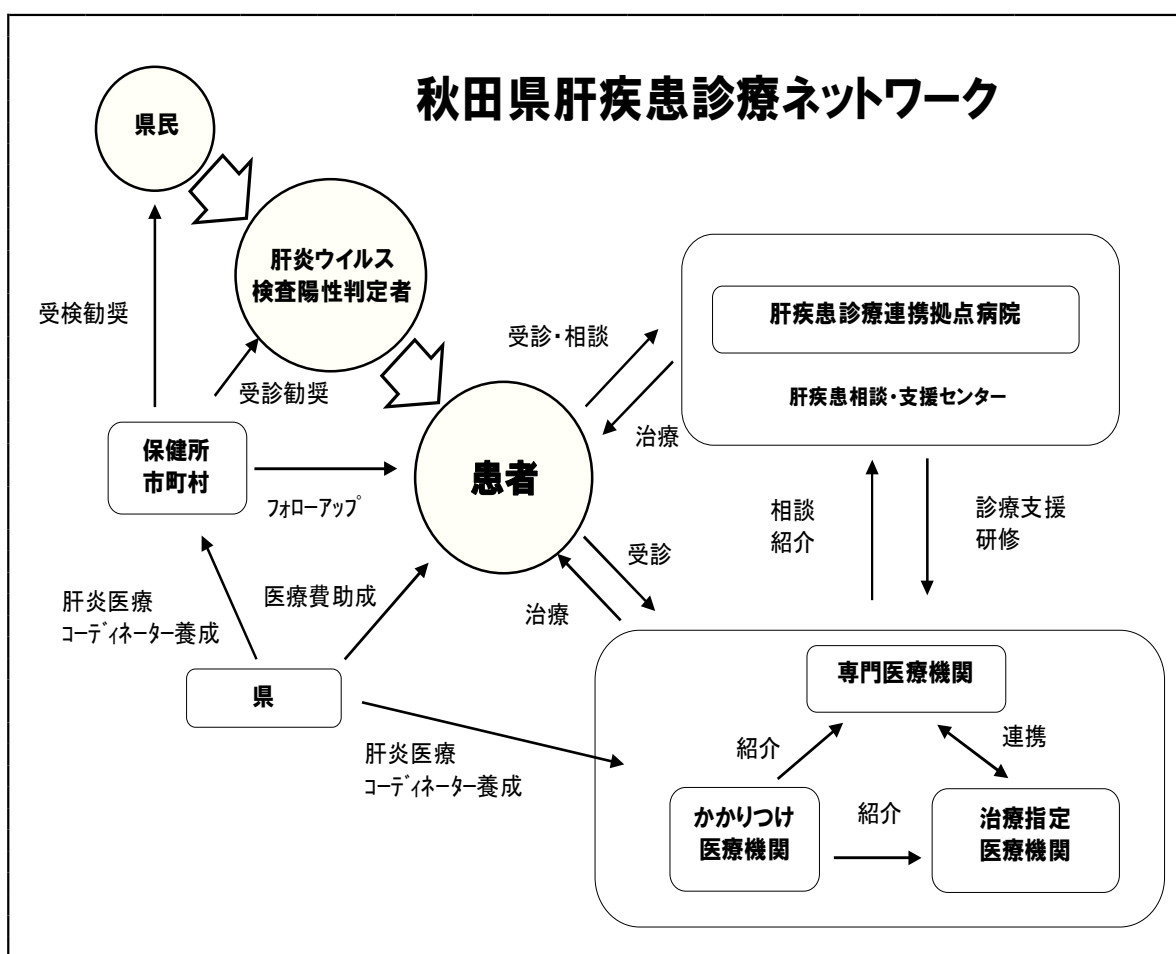 秋田県肝疾患診療ネットワーク
県民
肝炎ウイルス
検査陽性判定者
受検勧奨
受診勧奨
受診・相談
治療
肝疾患診療連携拠点病院
肝疾患相談・支援センター
保健所
市町村
フォローアップ
患者
相談
紹介
診療支援
研修
受診
治療
肝炎医療
コーディネーター養成
医療費助成
県
肝炎医療
コーディネーター養成
専門医療機関
紹介
連携
かかりつけ
医療機関
紹介
治療指定
医療機関